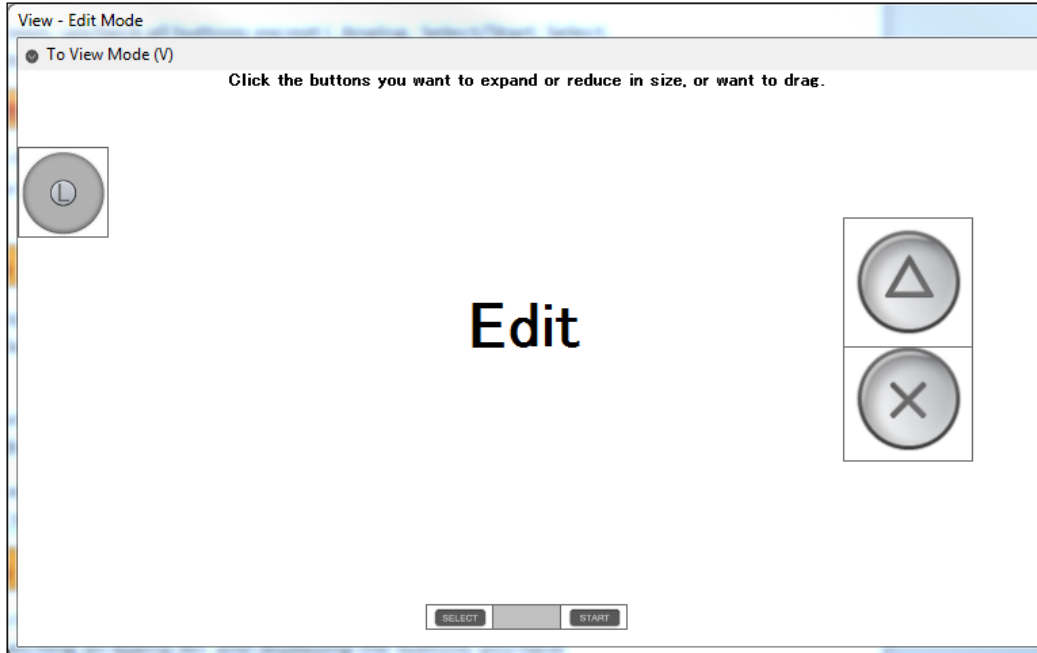 View - Edit Mode
To View Mode (V)
Click the buttons you want to expand or reduce in size, or want to drag.
L
Edit
SELECT
START